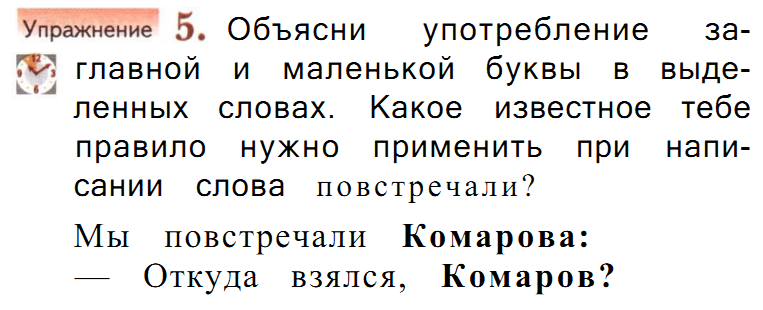 Упражнение 5. Объясни употребление за-
главной и маленькой буквы в выде-
ленных словах. Какое известное тебе
правило нужно применить при напи-
сании слова повстречали?
Мы повстречали Комарова:
— Откуда взялся, Комаров?